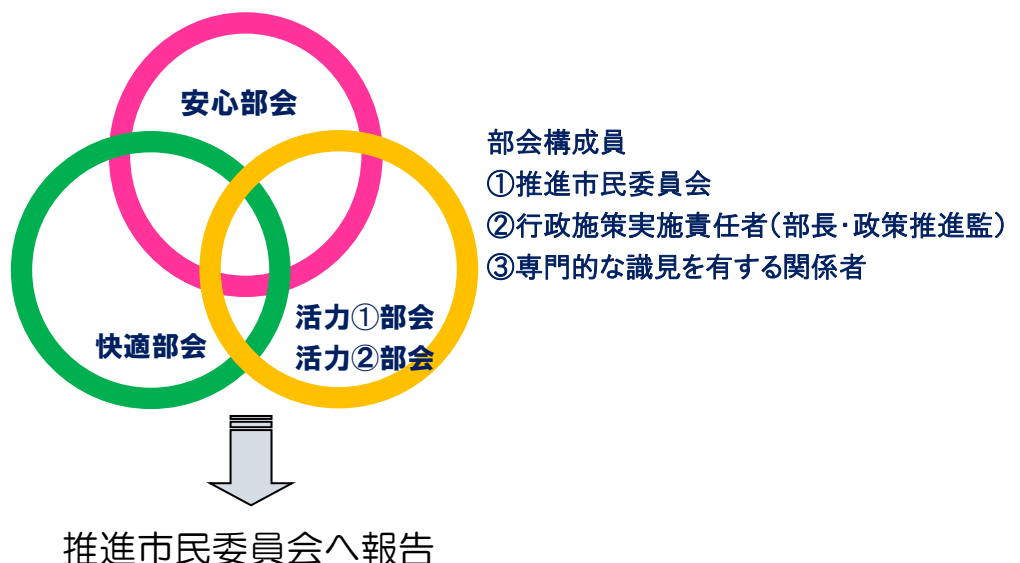 安心部会
部会構成員
①推進市民委員会
②行政施策実施責任者(部長・政策推進監)
③専門的な識見を有する関係者
快適部会
活力①部会
活力②部会
推進市民委員会へ報告